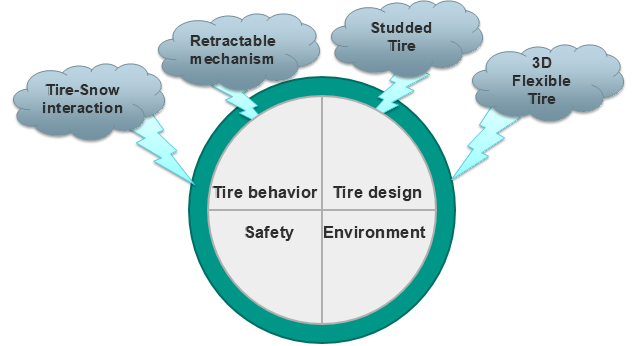 Tire-Snow
interaction
Retractable
mechanism
Studded
Tire
3D
Flexible
Tire
Tire behavior
Tire design
Safety
Environment